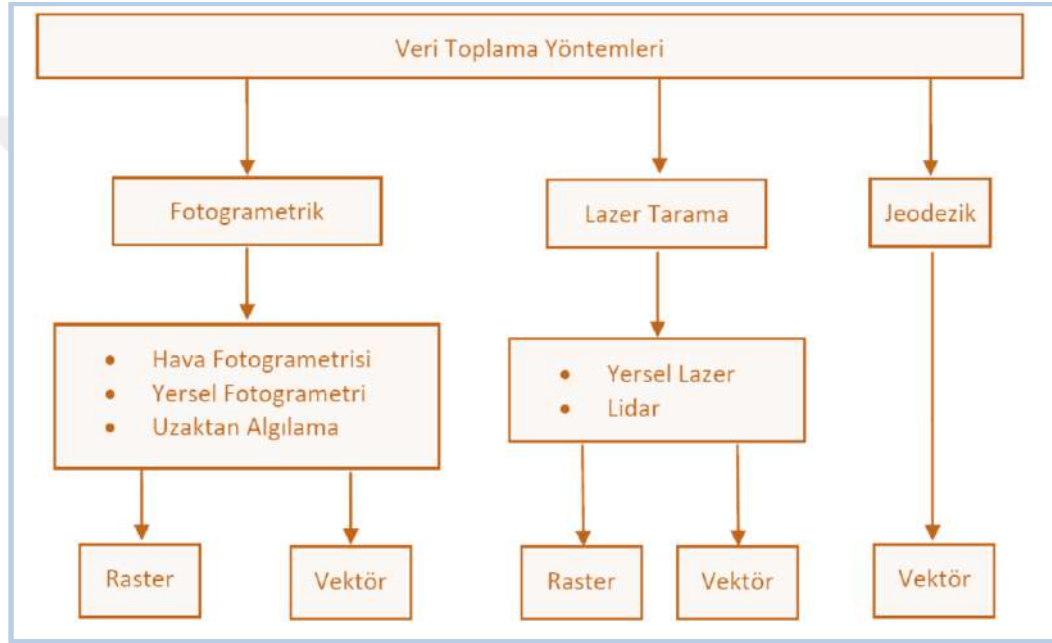 Veri Toplama Yöntemleri
Fotogrametrik
Lazer Tarama
Jeodezik
• Hava Fotogrametrisi
• Yersel Fotogrametri
• Uzaktan Algılama
• Yersel Lazer
• Lidar
Raster
Vektör
Raster
Vektör
Vektör